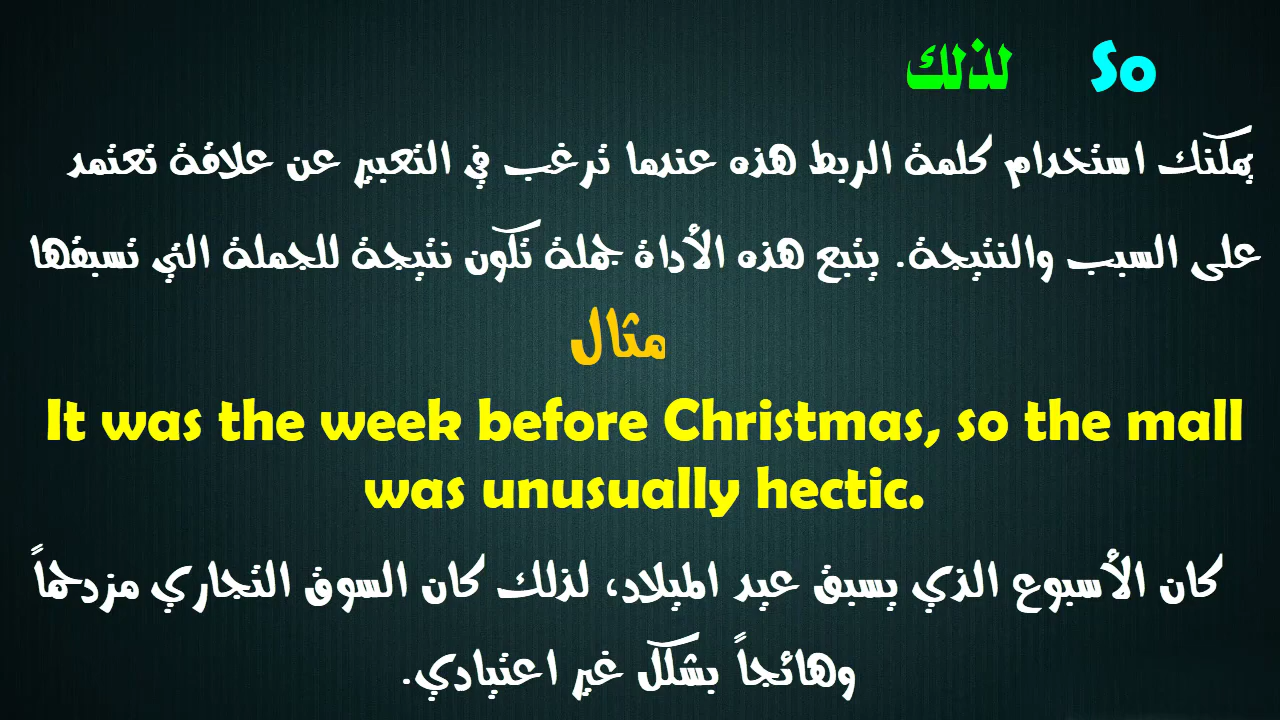 So لذلك
يمكنك استخدام كلمة الربط هذه عندما ترغب في التعبير عن علاقة تعتمد
على السبب والنتيجة. يتبع هذه الأداة جملة تكون نتيجة للجملة التي تسبقها
مثال
It was the week before Christmas, so the mall
was unusually hectic.
كان الأسبوع الذي يسبق عيد الميلاد، لذلك كان السوق التجاري مزدحماً
وهائجاً بشكل غير اعتيادي.